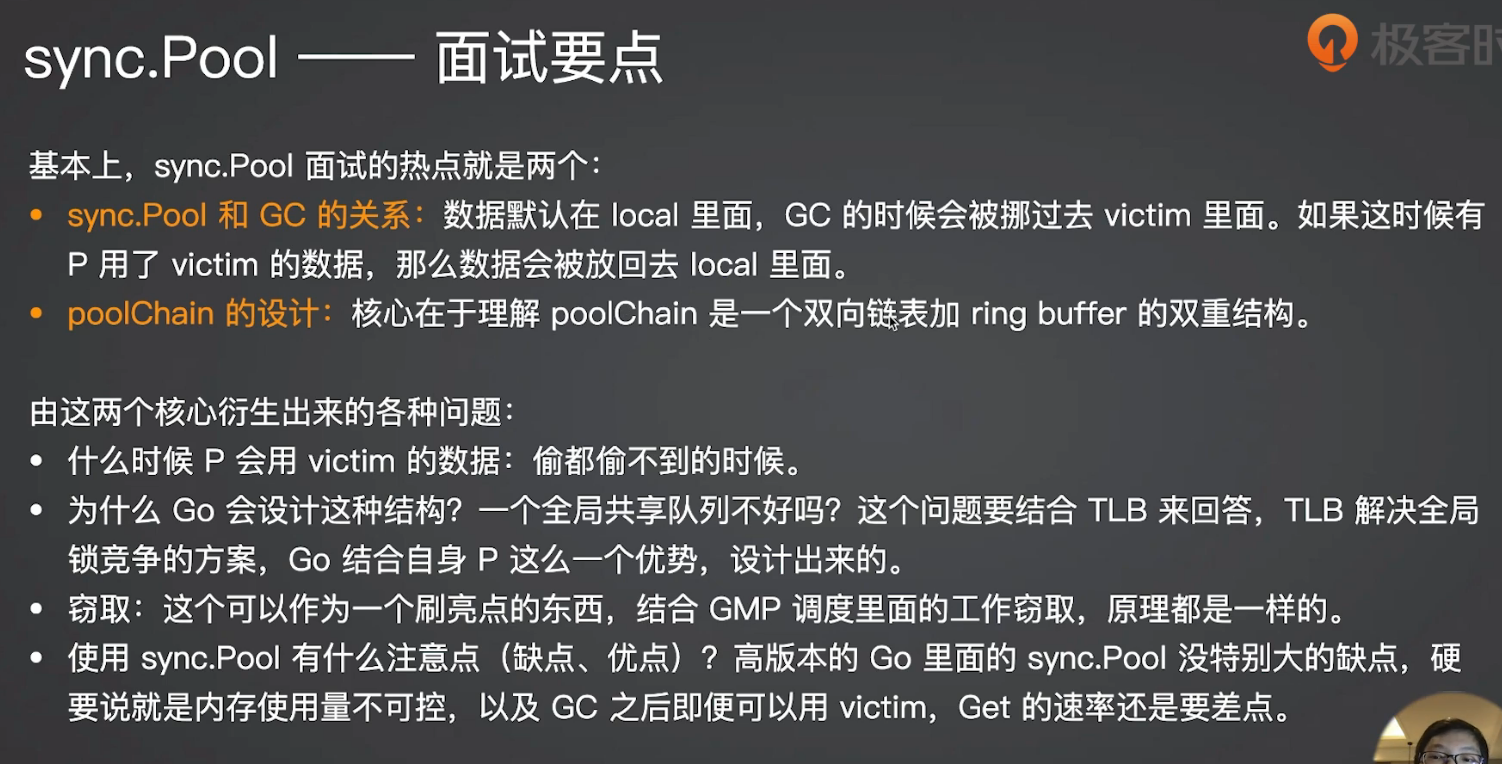 sync.Pool —— 面试要点
极客时
基本上，sync.Pool 面试的热点就是两个：
• sync.Pool 和 GC 的关系：数据默认在 local 里面，GC 的时候会被挪过去 victim 里面。如果这时候有
P 用了 victim 的数据，那么数据会被放回去 local 里面。
• poolChain 的设计：核心在于理解 poolChain 是一个双向链表加 ring buffer 的双重结构。
由这两个核心衍生出来的各种问题：
• 什么时候 P 会用 victim 的数据：偷都偷不到的时候。
• 为什么 Go 会设计这种结构？一个全局共享队列不好吗？这个问题要结合 TLB 来回答，TLB 解决全局
锁竞争的方案，Go 结合自身 P 这么一个优势，设计出来的。
• 窃取：这个可以作为一个刷亮点的东西，结合 GMP 调度里面的工作窃取，原理都是一样的。
• 使用 sync.Pool 有什么注意点（缺点、优点）？高版本的 Go 里面的 sync.Pool 没特别大的缺点，硬
要说就是内存使用量不可控，以及 GC 之后即便可以用 victim，Get 的速率还是要差点。